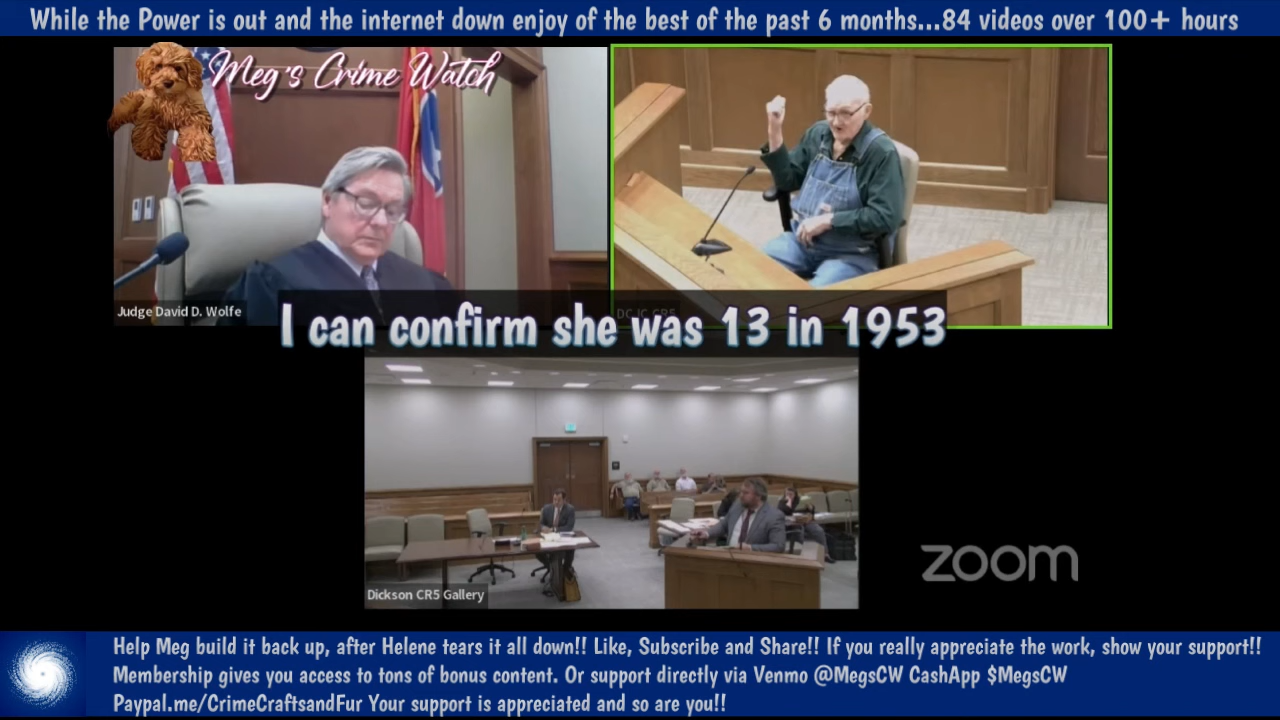 While the Power is out and the internet down enjoy of the best of the past 6 months...84 videos over 100+ hours
Meg's Crime Watch
Judge David D. Wolfe
DCJC CR5
I can confirm she was 13 in 1953
Dickson CR5 Gallery
zoom
Help Meg build it back up, after Helene tears it all down!! Like, Subscribe and Share!! If you really appreciate the work, show your support!!
Membership gives you access to tons of bonus content. Or support directly via Venmo @MegsCW CashApp $MegsCW
Paypal.me/CrimeCraftsandFur Your support is appreciated and so are you!!